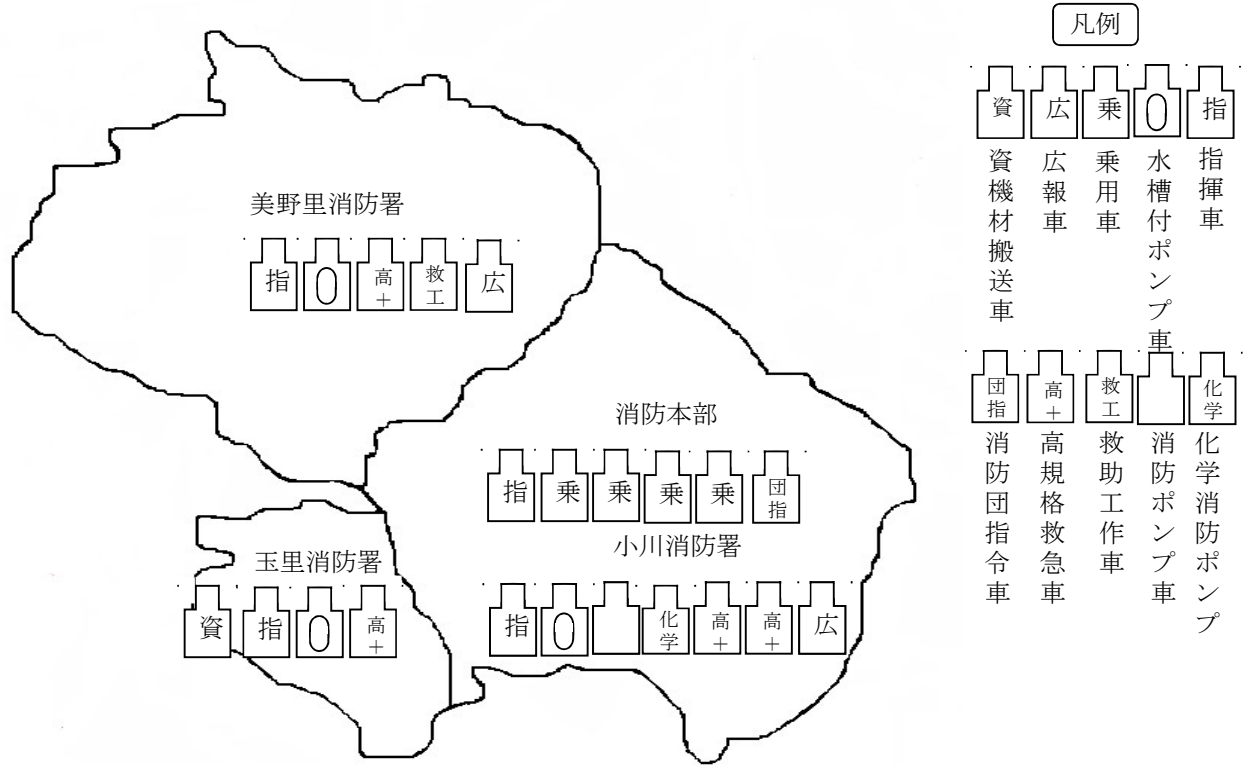 凡例
資 広 乗 0 指
資機材搬送車
広報車
乗用車
水槽付ポンプ車
指揮車
団指 高+ 救工 化学
消防団指令車
高規格救急車
救助工作車
消防ポンプ車
化学消防ポンプ
美野里消防署
指 0 高+ 救工 広
消防本部
指 乗 乗 乗 乗 団指
小川消防署
指 0 化学 高+ 高+ 広
玉里消防署
資 指 0 高+